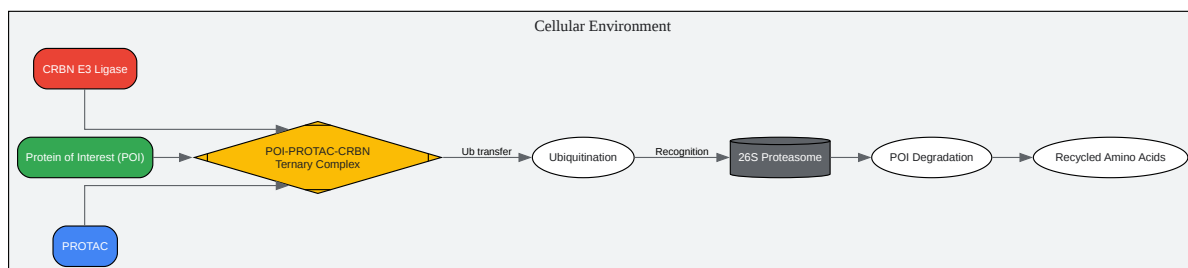 Cellular Environment
CRBN E3 Ligase
Protein of Interest (POI)
PROTAC
POI-PROTAC-CRBN
Ternary Complex
Ub transfer
Ubiquitination
Recognition
26S Proteasome
POI Degradation
Recycled Amino Acids